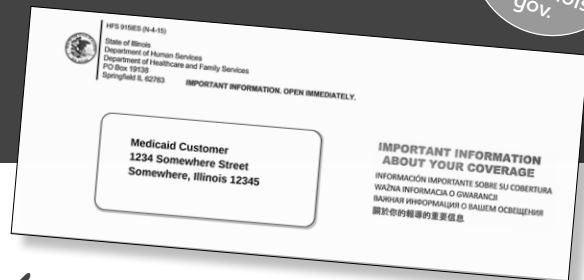 gov.
HFS 915IES (N-4-15)
State of Illinois
Department of Human Services
Department of Healthcare and Family Services
PO Box 19138
Springfield IL 62763
IMPORTANT INFORMATION. OPEN IMMEDIATELY.
Medicaid Customer
1234 Somewhere Street
Somewhere, Illinois 12345
IMPORTANT INFORMATION
ABOUT YOUR COVERAGE
INFORMACIÓN IMPORTANTE SOBRE SU COBERTURA
WAŻNA INFORMACJA O GWARANCJI
ВАЖНАЯ ИНФОРМАЦИЯ О ВАШЕМ ОСВЕЩЕНИИ
關於你的報導的重要信息